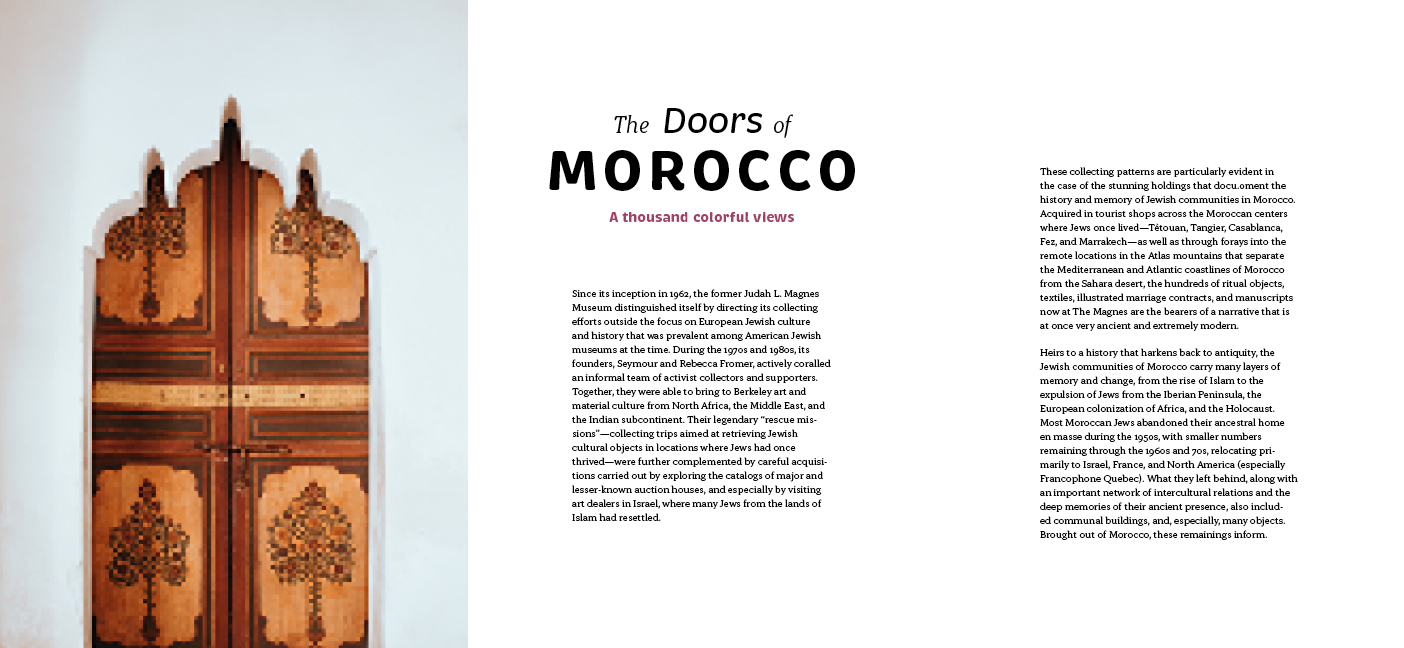 The Doors of
MOROCCO
A thousand colorful views
Since its inception in 1962, the former Judah L. Magnes
Museum distinguished itself by directing its collecting
efforts outside the focus on European Jewish culture
and history that was prevalent among American Jewish
museums at the time. During the 1970s and 1980s, its
founders, Seymour and Rebecca Fromer, actively coralled
an informal team of activist collectors and supporters.
Together, they were able to bring to Berkeley art and
material culture from North Africa, the Middle East, and
the Indian subcontinent. Their legendary “rescue mis-
sions”—collecting trips aimed at retrieving Jewish
cultural objects in locations where Jews had once
thrived—were further complemented by careful acquisi-
tions carried out by exploring the catalogs of major and
lesser-known auction houses, and especially by visiting
art dealers in Israel, where many Jews from the lands of
Islam had resettled.
These collecting patterns are particularly evident in
the case of the stunning holdings that docu.oment the
history and memory of Jewish communities in Morocco.
Acquired in tourist shops across the Moroccan centers
where Jews once lived—Tétouan, Tangier, Casablanca,
Fez, and Marrakech—as well as through forays into the
remote locations in the Atlas mountains that separate
the Mediterranean and Atlantic coastlines of Morocco
from the Sahara desert, the hundreds of ritual objects,
textiles, illustrated marriage contracts, and manuscripts
now at The Magnes are the bearers of a narrative that is
at once very ancient and extremely modern.
Heirs to a history that harkens back to antiquity, the
Jewish communities of Morocco carry many layers of
memory and change, from the rise of Islam to the
expulsion of Jews from the Iberian Peninsula, the
European colonization of Africa, and the Holocaust.
Most Moroccan Jews abandoned their ancestral home
en masse during the 1950s, with smaller numbers
remaining through the 1960s and 70s, relocating pri-
marily to Israel, France, and North America (especially
Francophone Quebec). What they left behind, along with
an important network of intercultural relations and the
deep memories of their ancient presence, also includ-
ed communal buildings, and, especially, many objects.
Brought out of Morocco, these remainings inform.